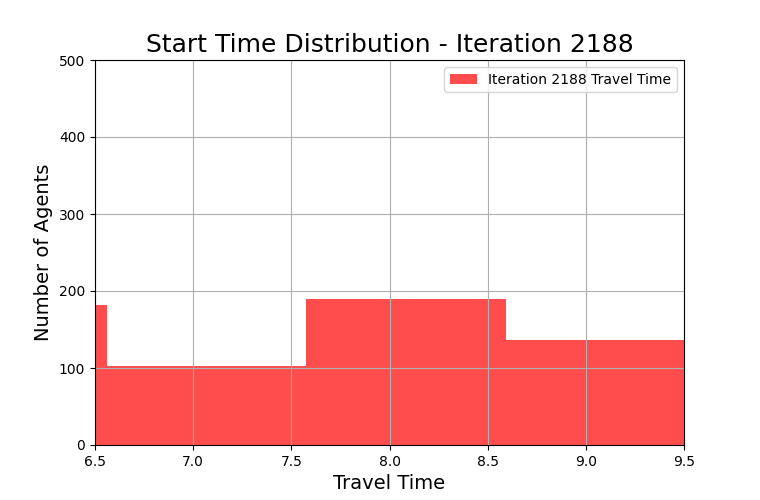 Start Time Distribution - Iteration 2188
Iteration 2188 Travel Time
Number of Agents
500
400
300
200
100
0
6.5 7.0 7.5 8.0 8.5 9.0 9.5
Travel Time